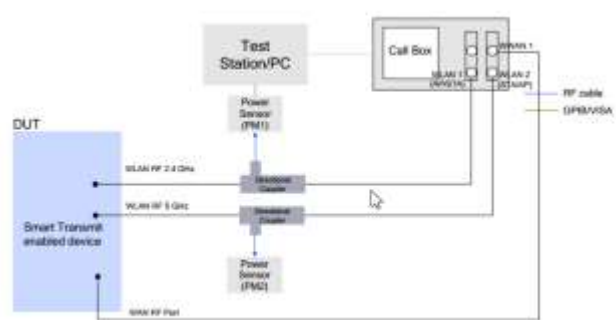 Test
Station/PC
Call Box
WWAN 1
WLAN 1
WLAN 2
RF cable
GPIB/VISA
Power
Sensor
(PM1)
DUT
WLAN RF 2.4 GHz
Directional
Coupler
WLAN RF 5 GHz
Directional
Coupler
Smart Transmit
enabled device
Power
Sensor
(PM2)
WAN RF Port